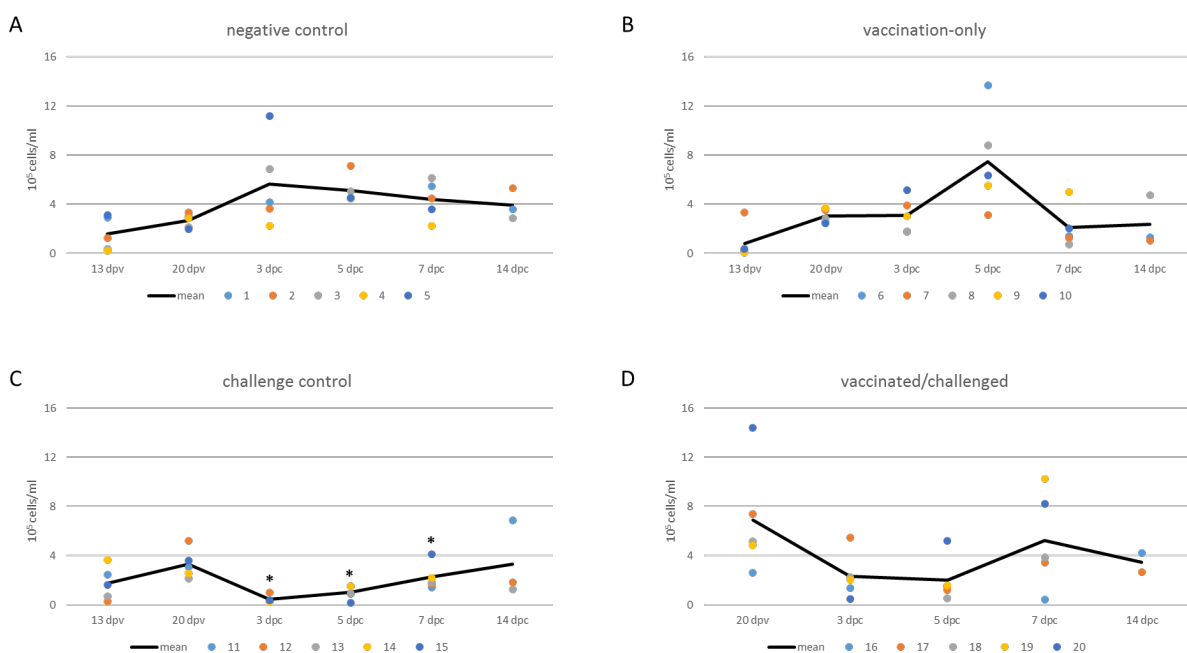 A
negative control
16
12
8
4
0
10⁵ cells/ml
13 dpv 20 dpv 3 dpc 5 dpc 7 dpc 14 dpc
mean 1 2 3 4 5
B
vaccination-only
16
12
8
4
0
10⁵ cells/ml
13 dpv 20 dpv 3 dpc 5 dpc 7 dpc 14 dpc
mean 6 7 8 9 10
C
challenge control
16
12
8
4
0
10⁵ cells/ml
* * *
13 dpv 20 dpv 3 dpc 5 dpc 7 dpc 14 dpc
mean 11 12 13 14 15
D
vaccinated/challenged
16
12
8
4
0
10⁵ cells/ml
20 dpv 3 dpc 5 dpc 7 dpc 14 dpc
mean 16 17 18 19 20